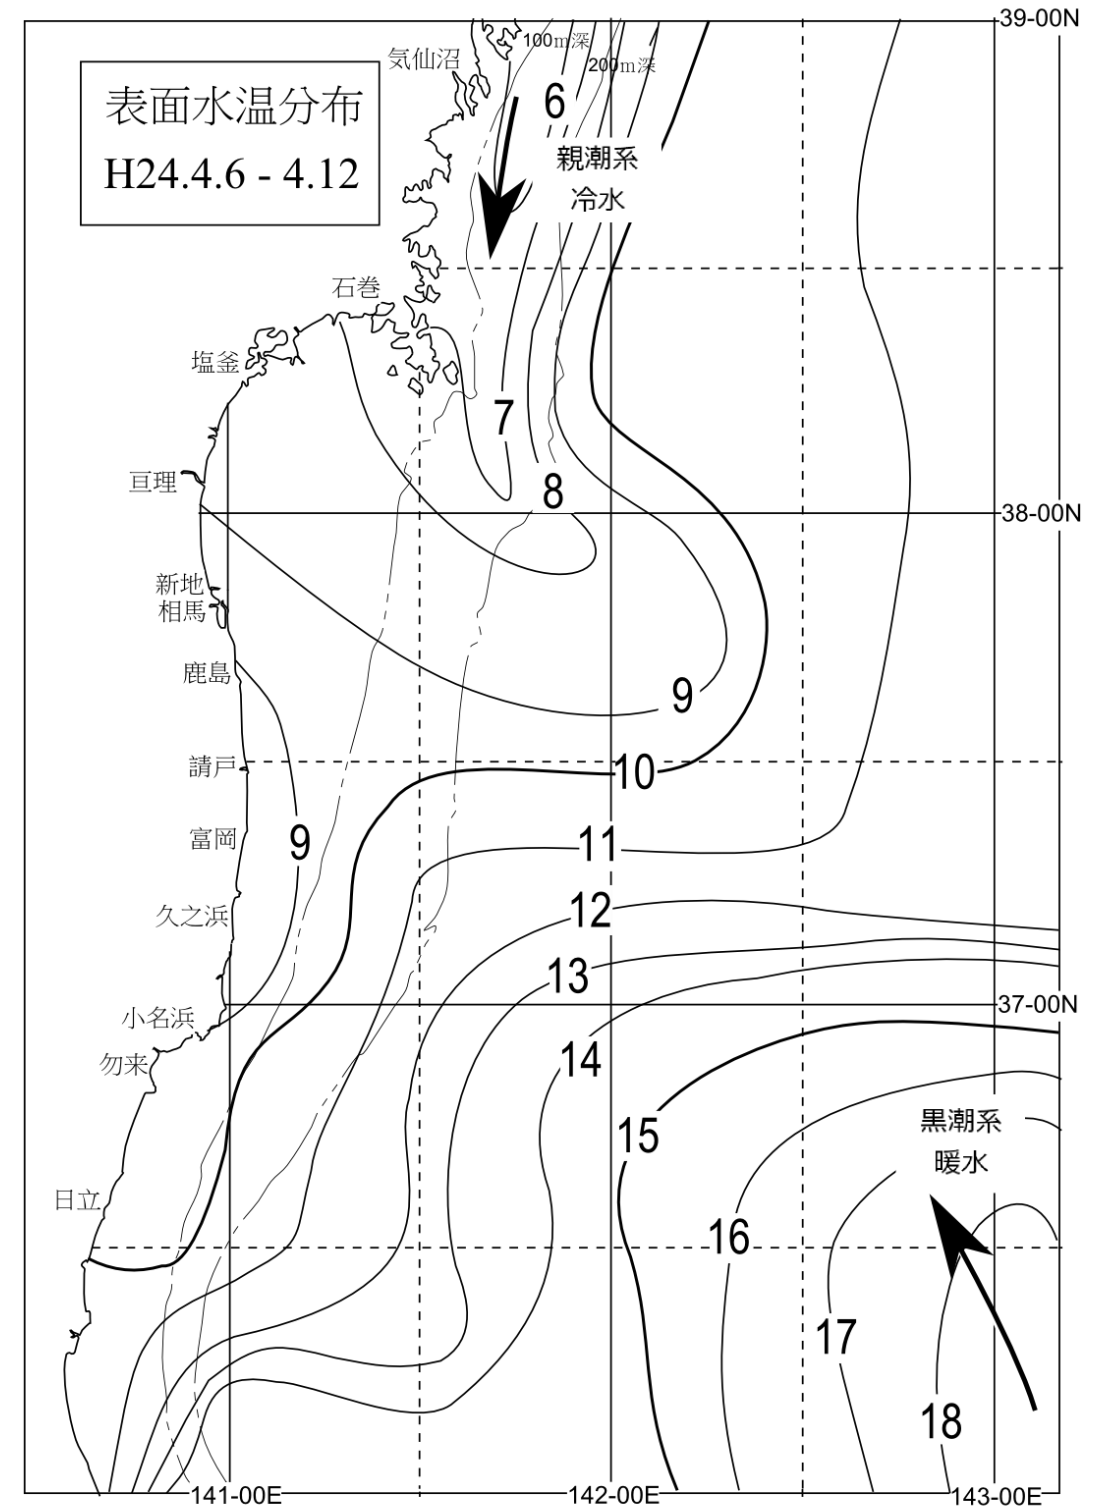 39-00N
100m深
気仙沼
200m深
表面水温分布
H24.4.6 - 4.12
6
親潮系
冷水
石巻
塩釜
7
亘理
8
38-00N
新地
相馬
鹿島
9
請戸
10
富岡
9
11
久之浜
12
13
小名浜
37-00N
勿来
14
15
黒潮系
暖水
日立
16
17
18
141-00E
142-00E
143-00E